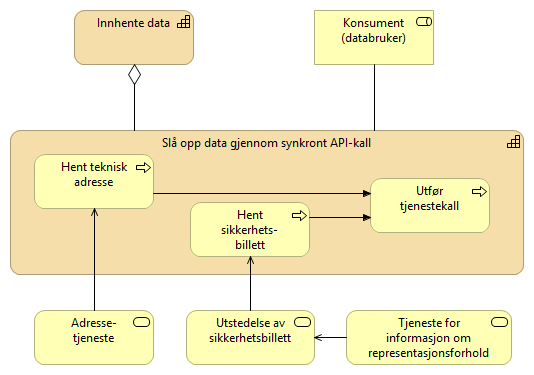 Innhente data
Konsument
(databruker)
Slå opp data gjennom synkront API-kall
Hent teknisk
adresse
Utfør
tjenestekall
Hent
sikkerhets-
billett
Adresse-
tjeneste
Utstedelse av
sikkerhetsbillett
Tjeneste for
informasjon om
representasjonsforhold